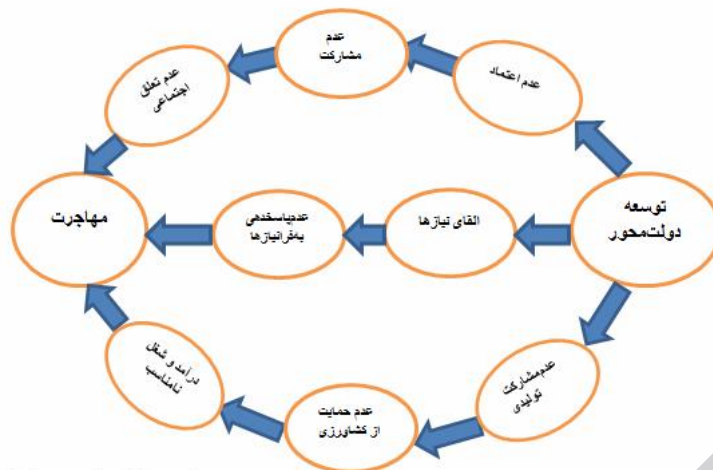 توسعه
دولت‌محور
عدم اعتماد
عدم
مشارکت
عدم تعلق
اجتماعی
القای نیازها
عدم‌پاسخدهی
به‌فرانیازها
مهاجرت
عدم‌مشارکت
تولیدی
عدم حمایت
از کشاورزی
درآمد و شغل
نامناسب